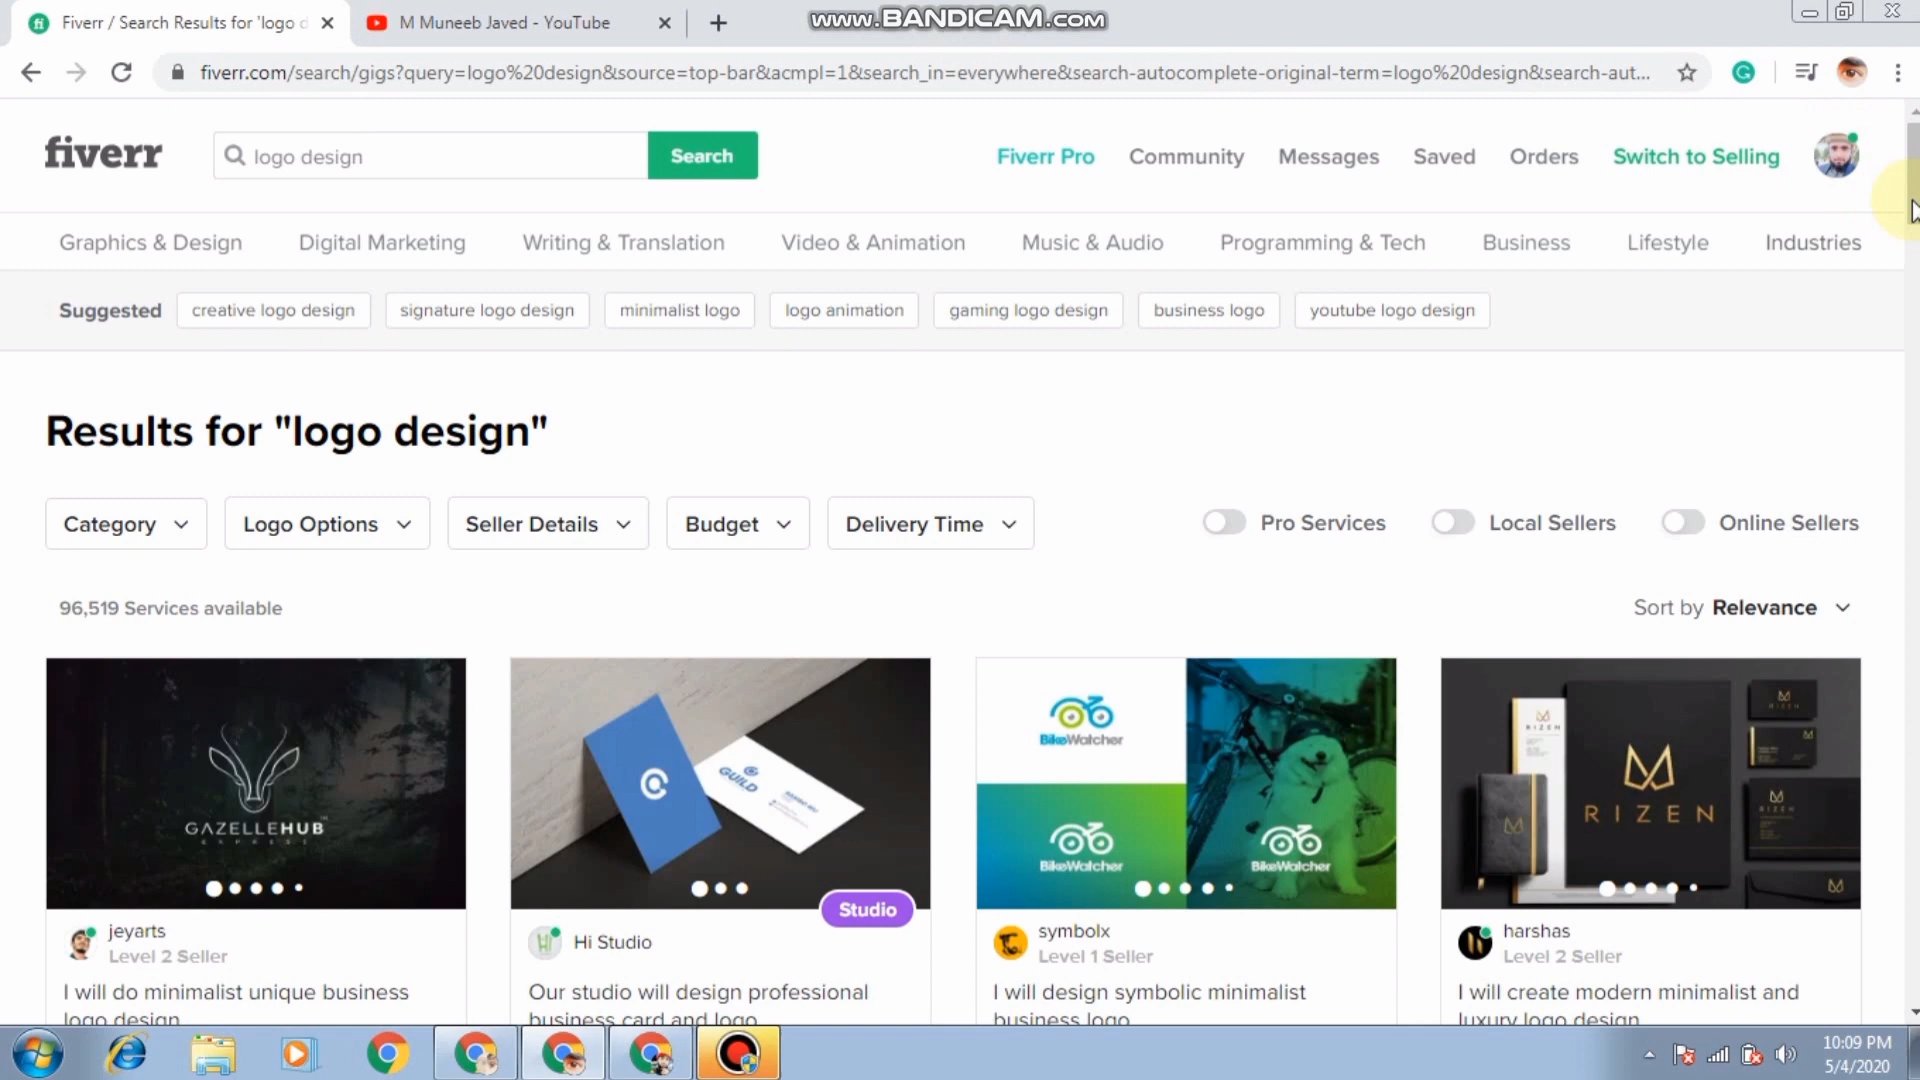 Fiverr / Search Results for 'logo d
M Muneeb Javed - YouTube
www.BANDICAM.com
fiverr.com/search/gigs?query=logo%20design&source=top-bar&acmpl=1&search_in=everywhere&search-autocomplete-original-term=logo%20design&search-aut...
fiverr
logo design
Search
Fiverr Pro
Community
Messages
Saved
Orders
Switch to Selling
Graphics & Design
Digital Marketing
Writing & Translation
Video & Animation
Music & Audio
Programming & Tech
Business
Lifestyle
Industries
Suggested
creative logo design
signature logo design
minimalist logo
logo animation
gaming logo design
business logo
youtube logo design
Results for "logo design"
Category
Logo Options
Seller Details
Budget
Delivery Time
Pro Services
Local Sellers
Online Sellers
96,519 Services available
Sort by Relevance
GAZELLEHUB
EXPRESS
GUILD
BikeWatcher
BikeWatcher
BikeWatcher
RIZEN
RIZEN
Studio
jeyarts
Level 2 Seller
I will do minimalist unique business
logo design
Hi Studio
Our studio will design professional
business card and logo
symbolx
Level 1 Seller
I will design symbolic minimalist
business logo
harshas
Level 2 Seller
I will create modern minimalist and
luxury logo design
10:09 PM
5/4/2020